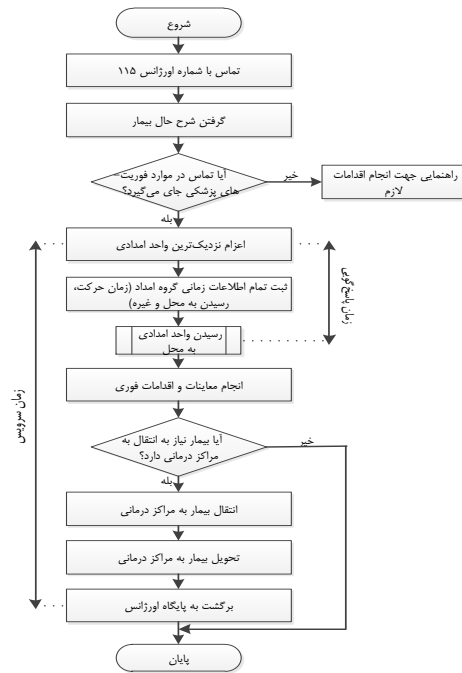 شروع
تماس با شماره اورژانس ۱۱۵
گرفتن شرح حال بیمار
آیا تماس در موارد فوریت-
های پزشکی جای می‌گیرد؟
خیر
راهنمایی جهت انجام اقدامات
لازم
بله
اعزام نزدیک‌ترین واحد امدادی
ثبت تمام اطلاعات زمانی گروه امداد (زمان حرکت،
رسیدن به محل و غیره)
زمان پاسخ‌گویی
رسیدن واحد امدادی
به محل
انجام معاینات و اقدامات فوری
زمان سرویس
آیا بیمار نیاز به انتقال به
مراکز درمانی دارد؟
خیر
بله
انتقال بیمار به مراکز درمانی
تحویل بیمار به مراکز درمانی
برگشت به پایگاه اورژانس
پایان